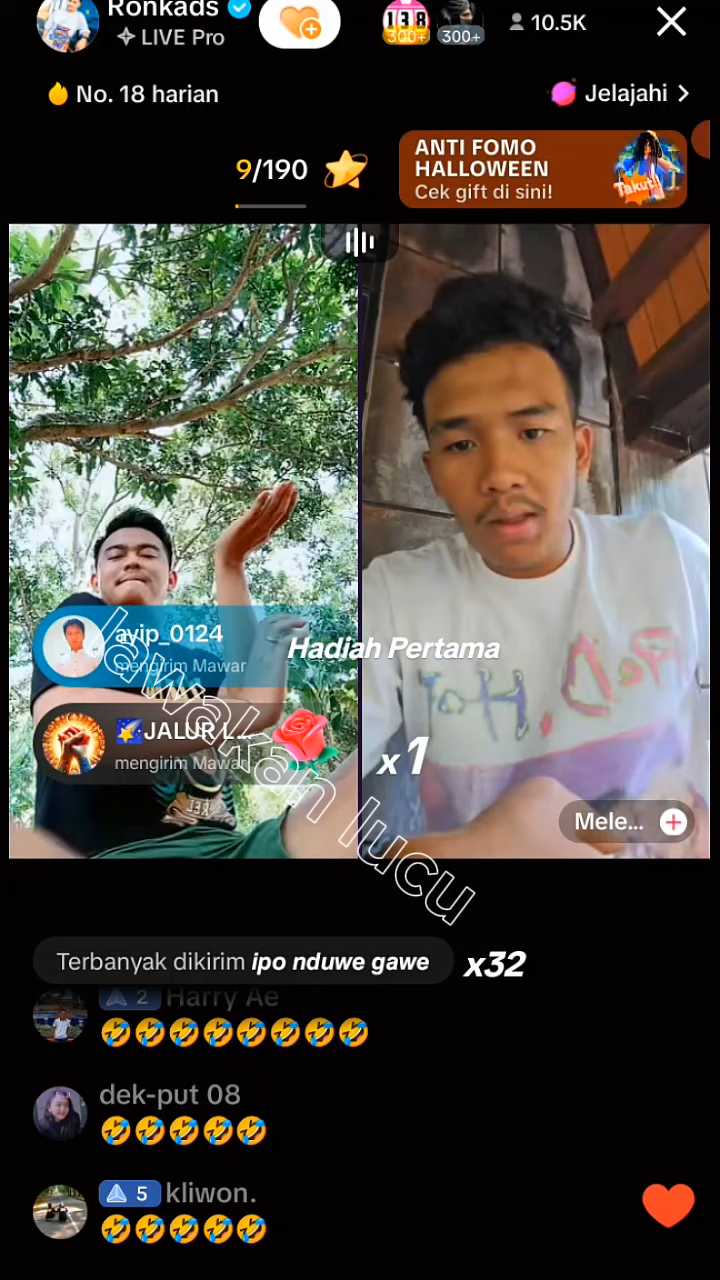 Ronkads
LIVE Pro
138
300+
300+
10.5K
No. 18 harian
Jelajahi
9/190
ANTI FOMO
HALLOWEEN
Cek gift di sini!
Takut!
ayip_0124
mengirim Mawar
Hadiah Pertama
JALUR L...
mengirim Mawar
x1
lawakan lucu
Mele...
Terbanyak dikirim ipo nduwe gawe x32
2 Harry Ae
🤣🤣🤣🤣🤣🤣🤣🤣
dek-put 08
🤣🤣🤣🤣🤣
5 kliwon.
🤣🤣🤣🤣🤣